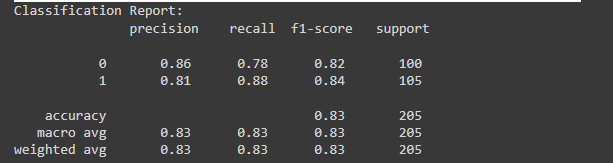 Classification Report:
precision recall f1-score support
0 0.86 0.78 0.82 100
1 0.81 0.88 0.84 105
accuracy 0.83 205
macro avg 0.83 0.83 0.83 205
weighted avg 0.83 0.83 0.83 205